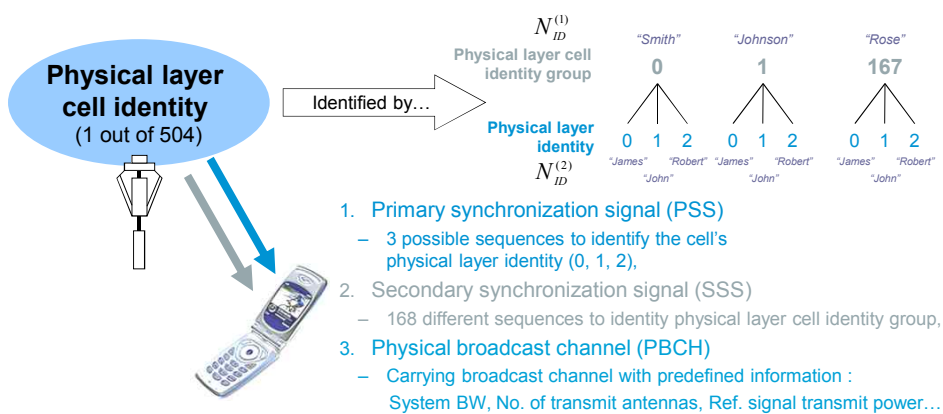 N_ID^(1)
"Smith" "Johnson" "Rose"
Physical layer cell
identity group
0 1 167
Physical layer
cell identity
(1 out of 504)
Identified by…
Physical layer
identity
0 1 2 0 1 2 0 1 2
"James" "Robert" "James" "Robert" "James" "Robert"
"John" "John" "John"
N_ID^(2)
1. Primary synchronization signal (PSS)
– 3 possible sequences to identify the cell's
physical layer identity (0, 1, 2),
2. Secondary synchronization signal (SSS)
– 168 different sequences to identity physical layer cell identity group,
3. Physical broadcast channel (PBCH)
– Carrying broadcast channel with predefined information :
System BW, No. of transmit antennas, Ref. signal transmit power…